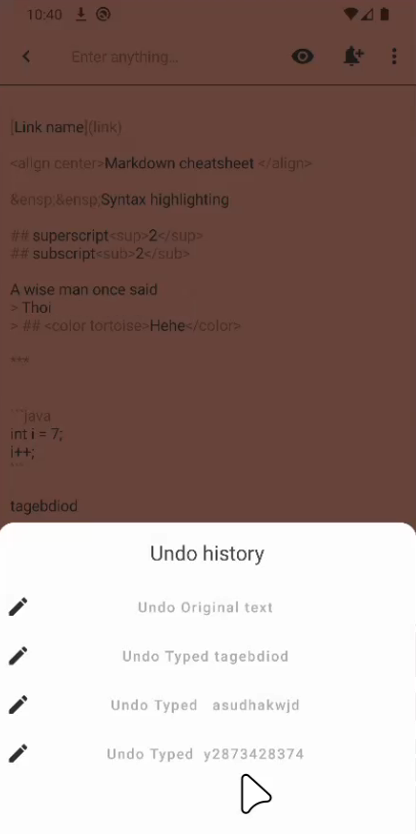 10:40
Enter anything...
[Link name](link)
<align center>Markdown cheatsheet </align>
&ensp;&ensp;Syntax highlighting
## superscript<sup>2</sup>
## subscript<sub>2</sub>
A wise man once said
> Thoi
> ## <color tortoise>Hehe</color>
***
```java
int i = 7;
i++;
```
tagebdiod
Undo history
Undo Original text
Undo Typed tagebdiod
Undo Typed   asudhakwjd
Undo Typed  y2873428374